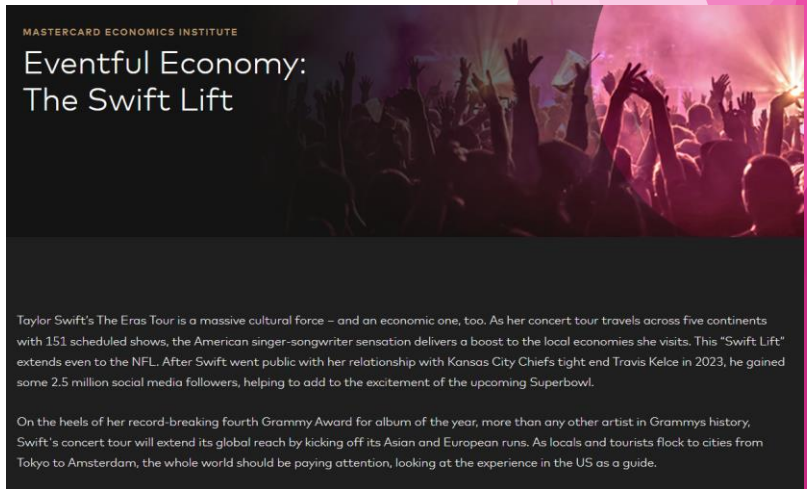 MASTERCARD ECONOMICS INSTITUTE
Eventful Economy:
The Swift Lift
Taylor Swift's The Eras Tour is a massive cultural force – and an economic one, too. As her concert tour travels across five continents
with 151 scheduled shows, the American singer-songwriter sensation delivers a boost to the local economies she visits. This "Swift Lift"
extends even to the NFL. After Swift went public with her relationship with Kansas City Chiefs tight end Travis Kelce in 2023, he gained
some 2.5 million social media followers, helping to add to the excitement of the upcoming Superbowl.
On the heels of her record-breaking fourth Grammy Award for album of the year, more than any other artist in Grammys history,
Swift's concert tour will extend its global reach by kicking off its Asian and European runs. As locals and tourists flock to cities from
Tokyo to Amsterdam, the whole world should be paying attention, looking at the experience in the US as a guide.